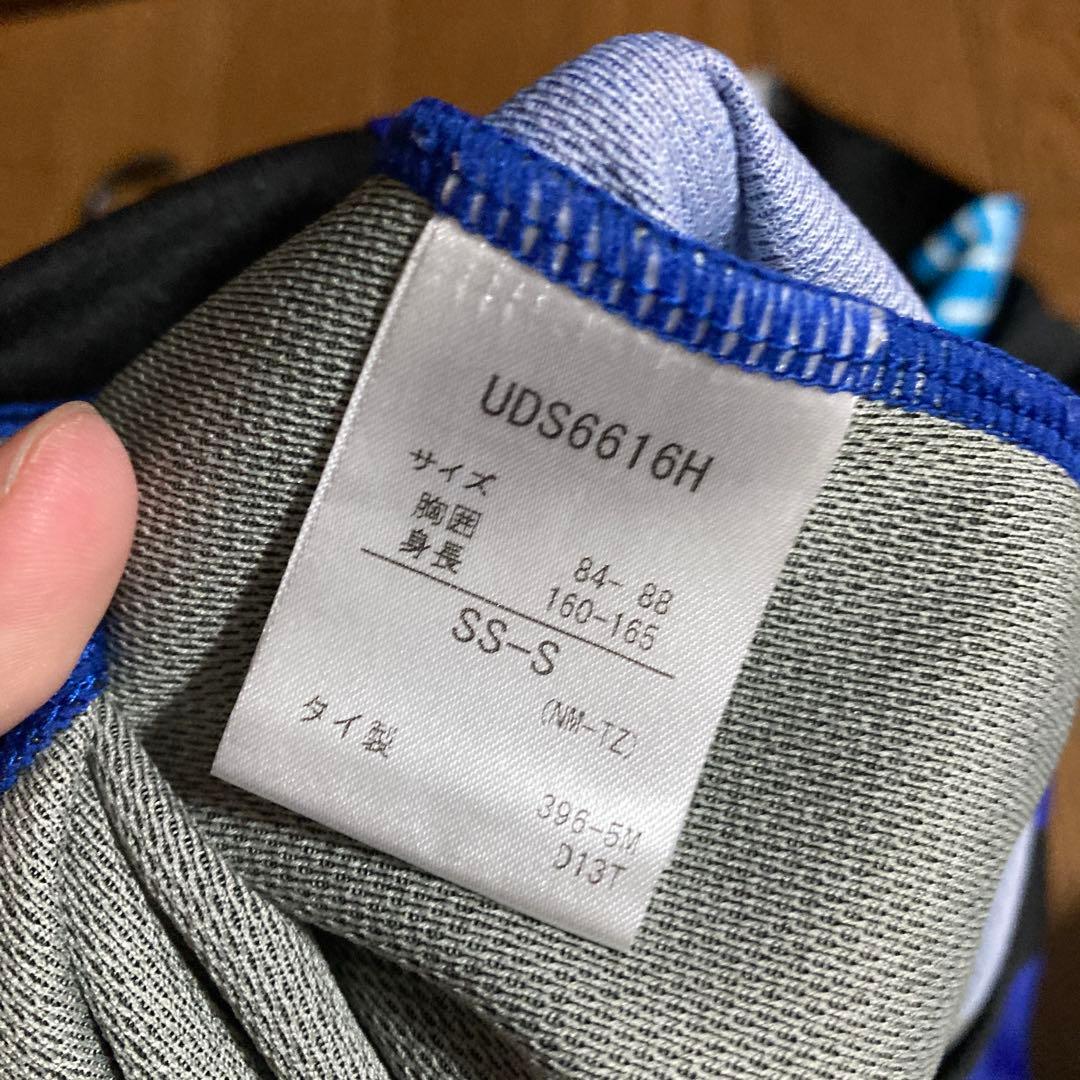 UDS6616H
サイズ
胸囲 84- 88
身長 160-165
SS-S
(NM-TZ)
タイ製
396-5M
D13T